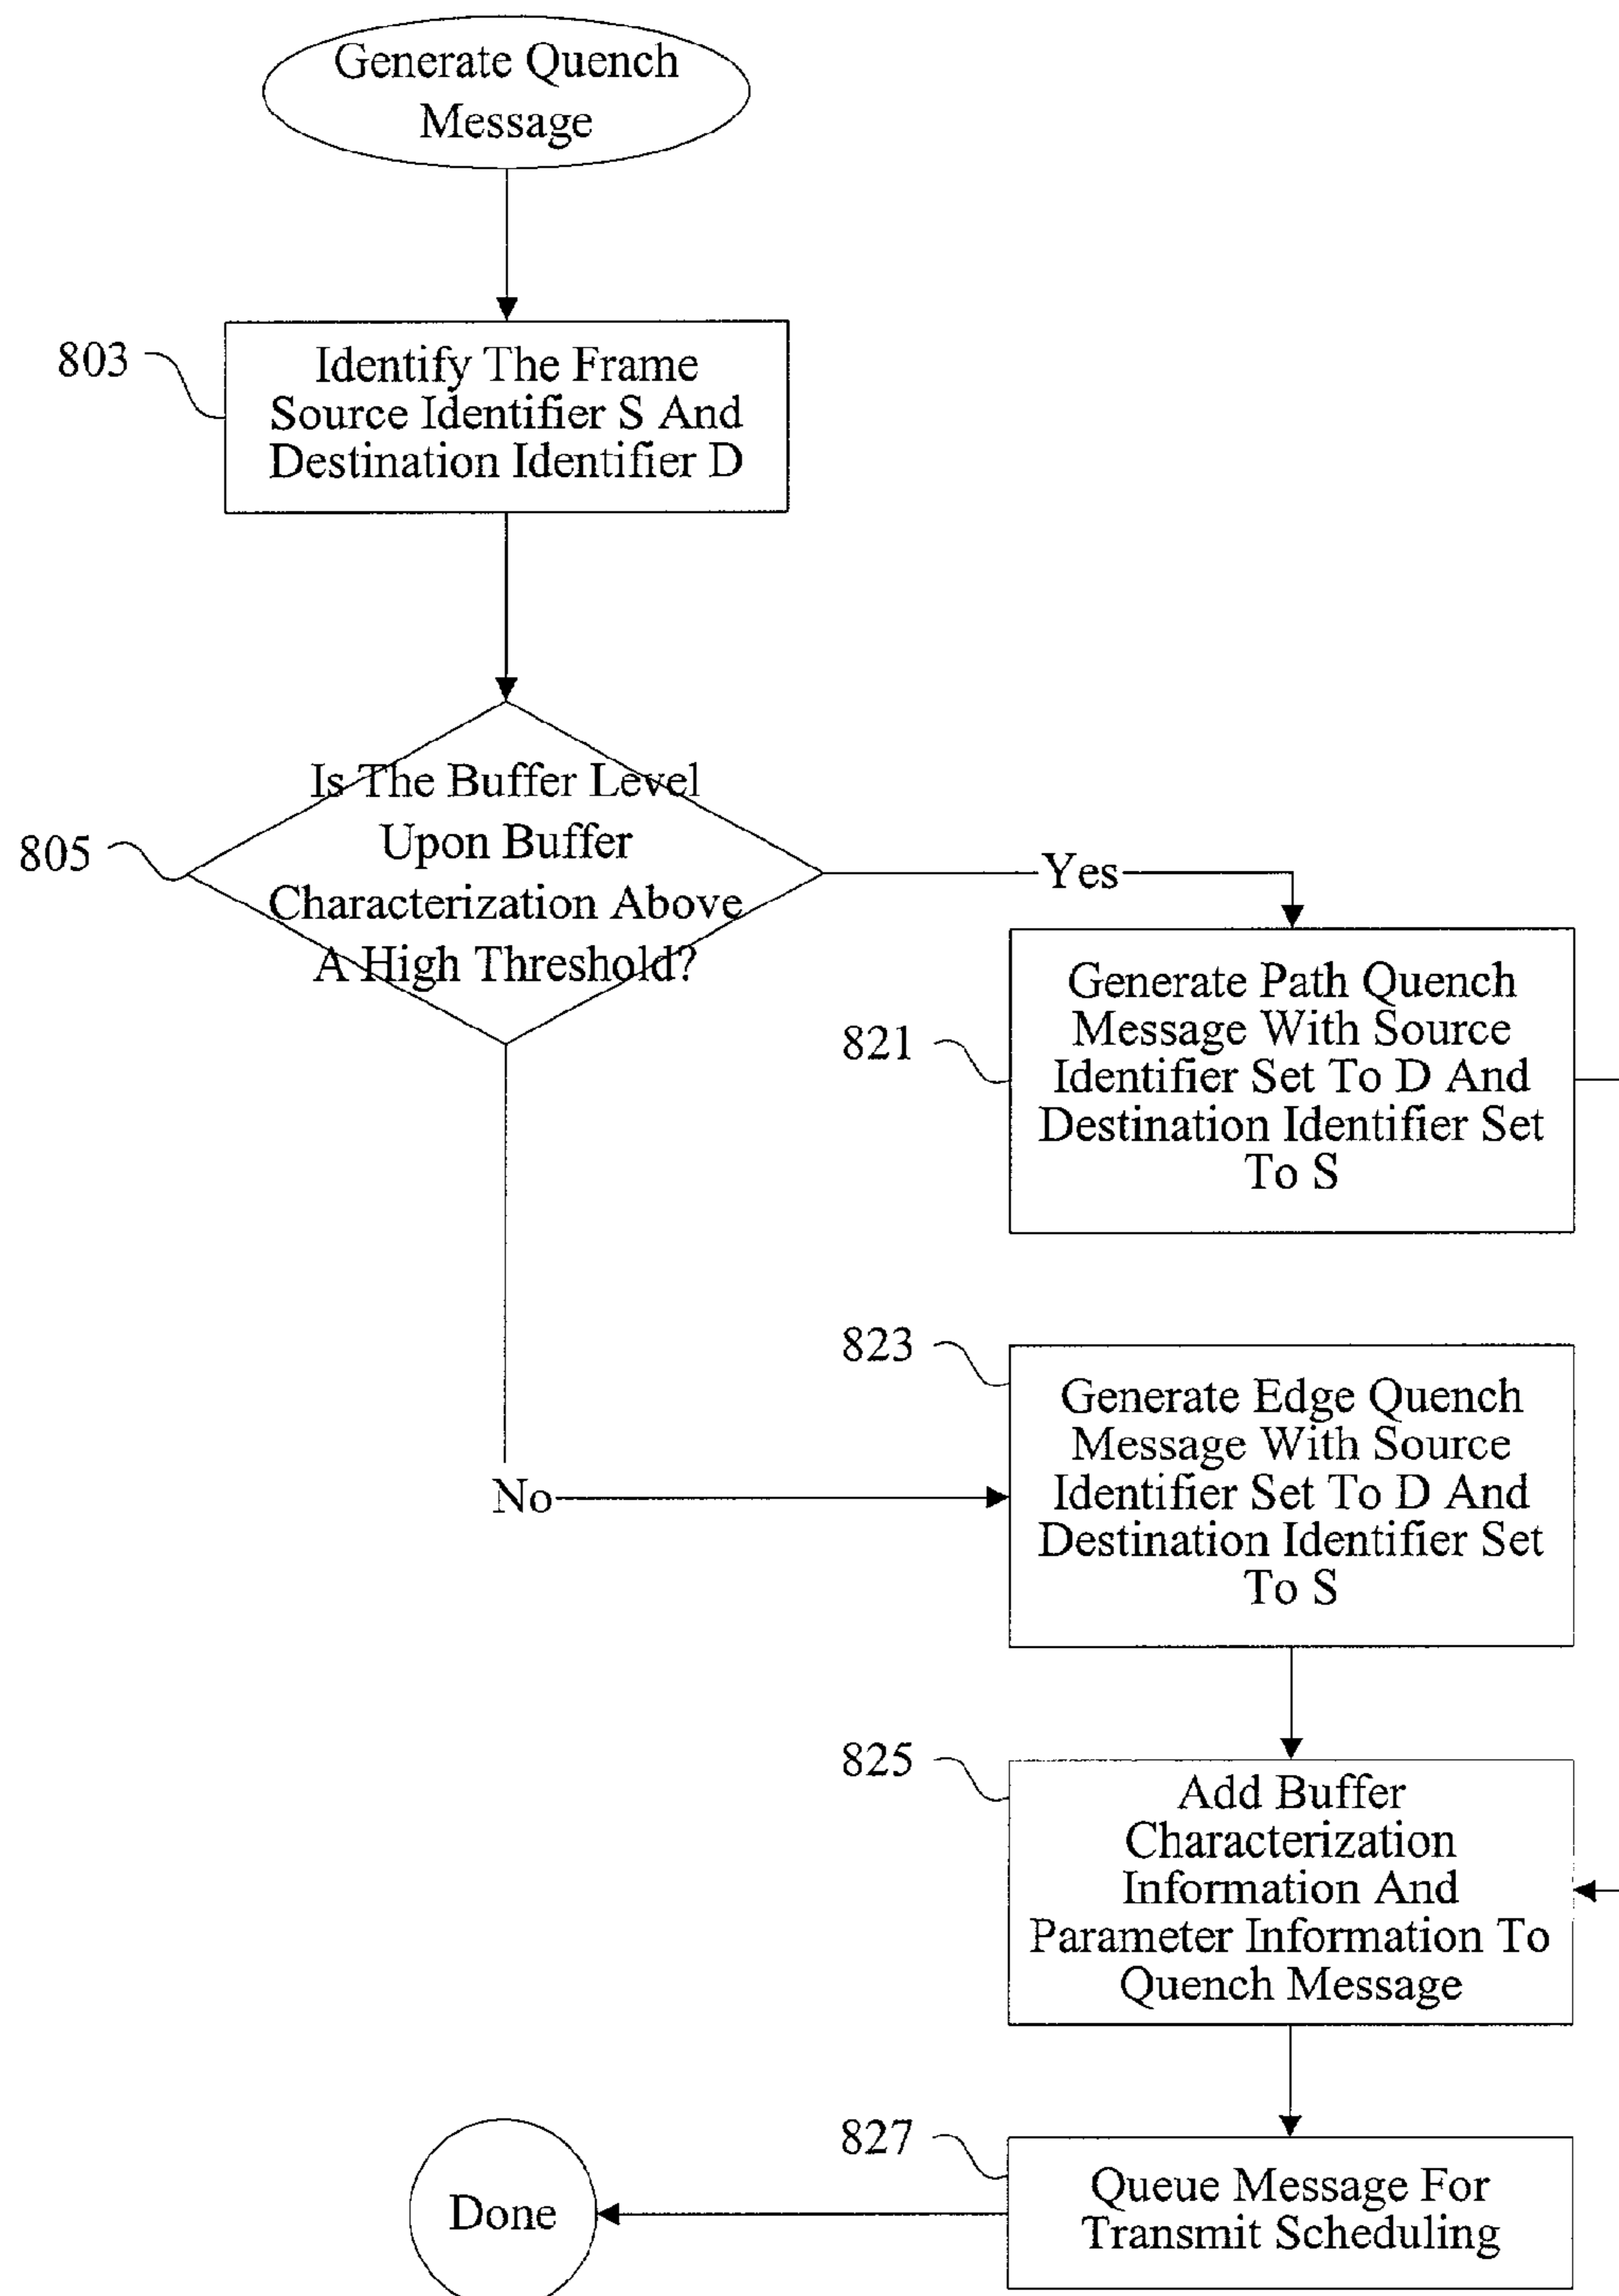 Generate Quench
Message
803
Identify The Frame
Source Identifier S And
Destination Identifier D
805
Is The Buffer Level
Upon Buffer
Characterization Above
A High Threshold?
Yes
821
Generate Path Quench
Message With Source
Identifier Set To D And
Destination Identifier Set
To S
823
Generate Edge Quench
Message With Source
Identifier Set To D And
Destination Identifier Set
To S
No
825
Add Buffer
Characterization
Information And
Parameter Information To
Quench Message
827
Queue Message For
Transmit Scheduling
Done